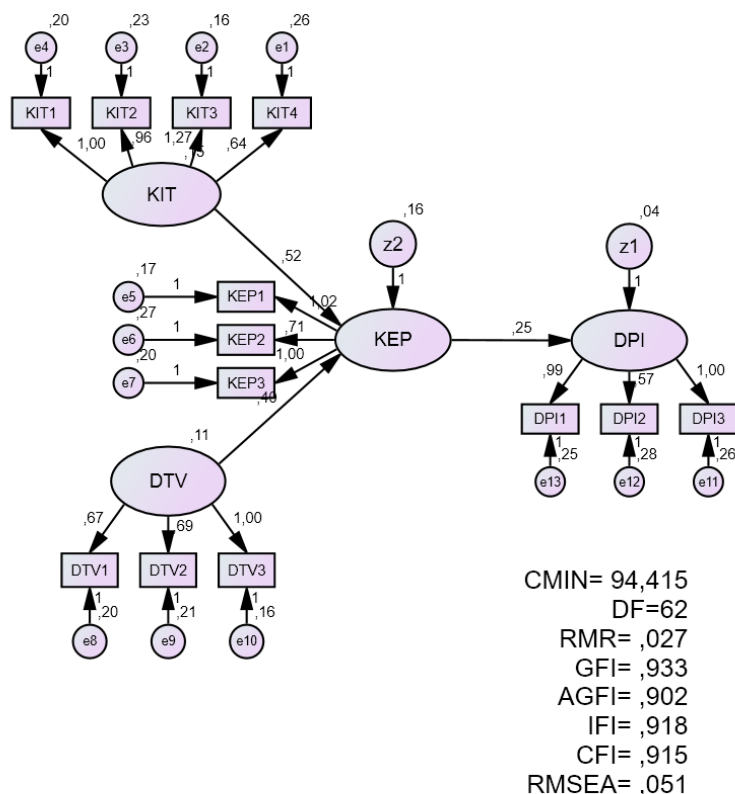 ,20 ,23 ,16 ,26
e4 e3 e2 e1
1 1 1 1
KIT1 KIT2 KIT3 KIT4
1,00 ,96 1,27 ,64
KIT
,16 ,04
z2 z1
,52
,17 1 1
e5 1 KEP1 1,02
,27
e6 1 KEP2 ,71 KEP ,25 DPI
,20 1,00
e7 1 KEP3 ,99 ,57 1,00
DPI1 DPI2 DPI3
,11 1 1 1
DTV ,25 ,28 ,26
e13 e12 e11
,67 ,69 1,00
DTV1 DTV2 DTV3
1 1 1
,20 ,21 ,16
e8 e9 e10
CMIN= 94,415
DF=62
RMR= ,027
GFI= ,933
AGFI= ,902
IFI= ,918
CFI= ,915
RMSEA= ,051